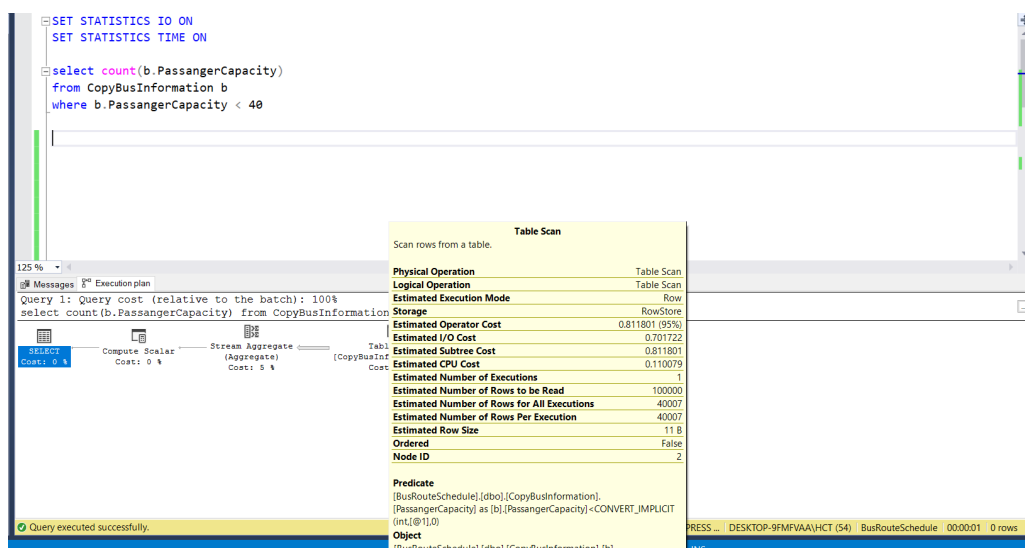 SET STATISTICS IO ON
SET STATISTICS TIME ON
select count(b.PassangerCapacity)
from CopyBusInformation b
where b.PassangerCapacity < 40
125 %
Messages Execution plan
Query 1: Query cost (relative to the batch): 100%
select count(b.PassangerCapacity) from CopyBusInformation
SELECT
Cost: 0 %
Compute Scalar
Cost: 0 %
Stream Aggregate
(Aggregate)
Cost: 5 %
Tabl
[CopyBusInf
Cost
Table Scan
Scan rows from a table.
Physical Operation Table Scan
Logical Operation Table Scan
Estimated Execution Mode Row
Storage RowStore
Estimated Operator Cost 0.811801 (95%)
Estimated I/O Cost 0.701722
Estimated Subtree Cost 0.811801
Estimated CPU Cost 0.110079
Estimated Number of Executions 1
Estimated Number of Rows to be Read 100000
Estimated Number of Rows for All Executions 40007
Estimated Number of Rows Per Execution 40007
Estimated Row Size 11 B
Ordered False
Node ID 2
Predicate
[BusRouteSchedule].[dbo].[CopyBusInformation].
[PassangerCapacity] as [b].[PassangerCapacity]<CONVERT_IMPLICIT
(int,[@1],0)
Object
[BusRouteSchedule].[dbo].[CopyBusInformation] [b]
Query executed successfully.
PRESS ... DESKTOP-9FMFVAA\HCT (54) BusRouteSchedule 00:00:01 0 rows